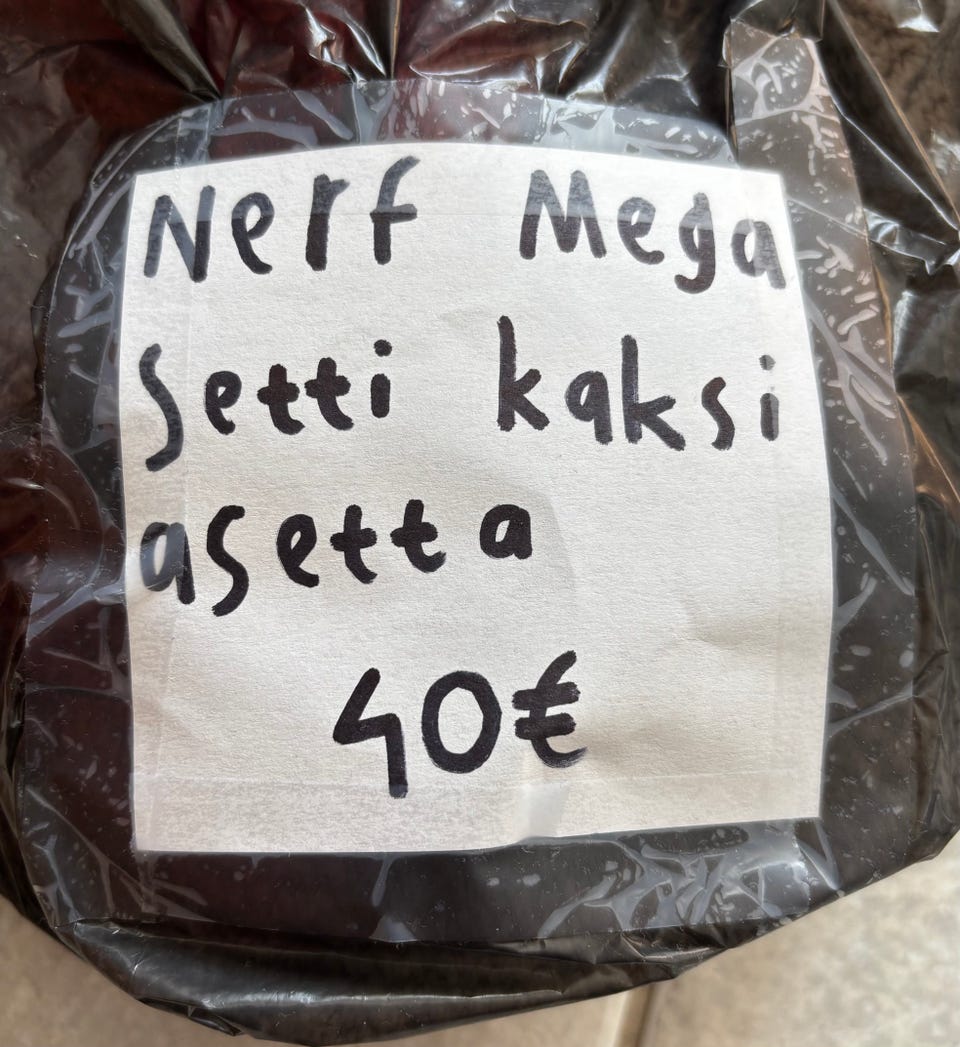 Nerf Mega
Setti kaksi
asetta
40€